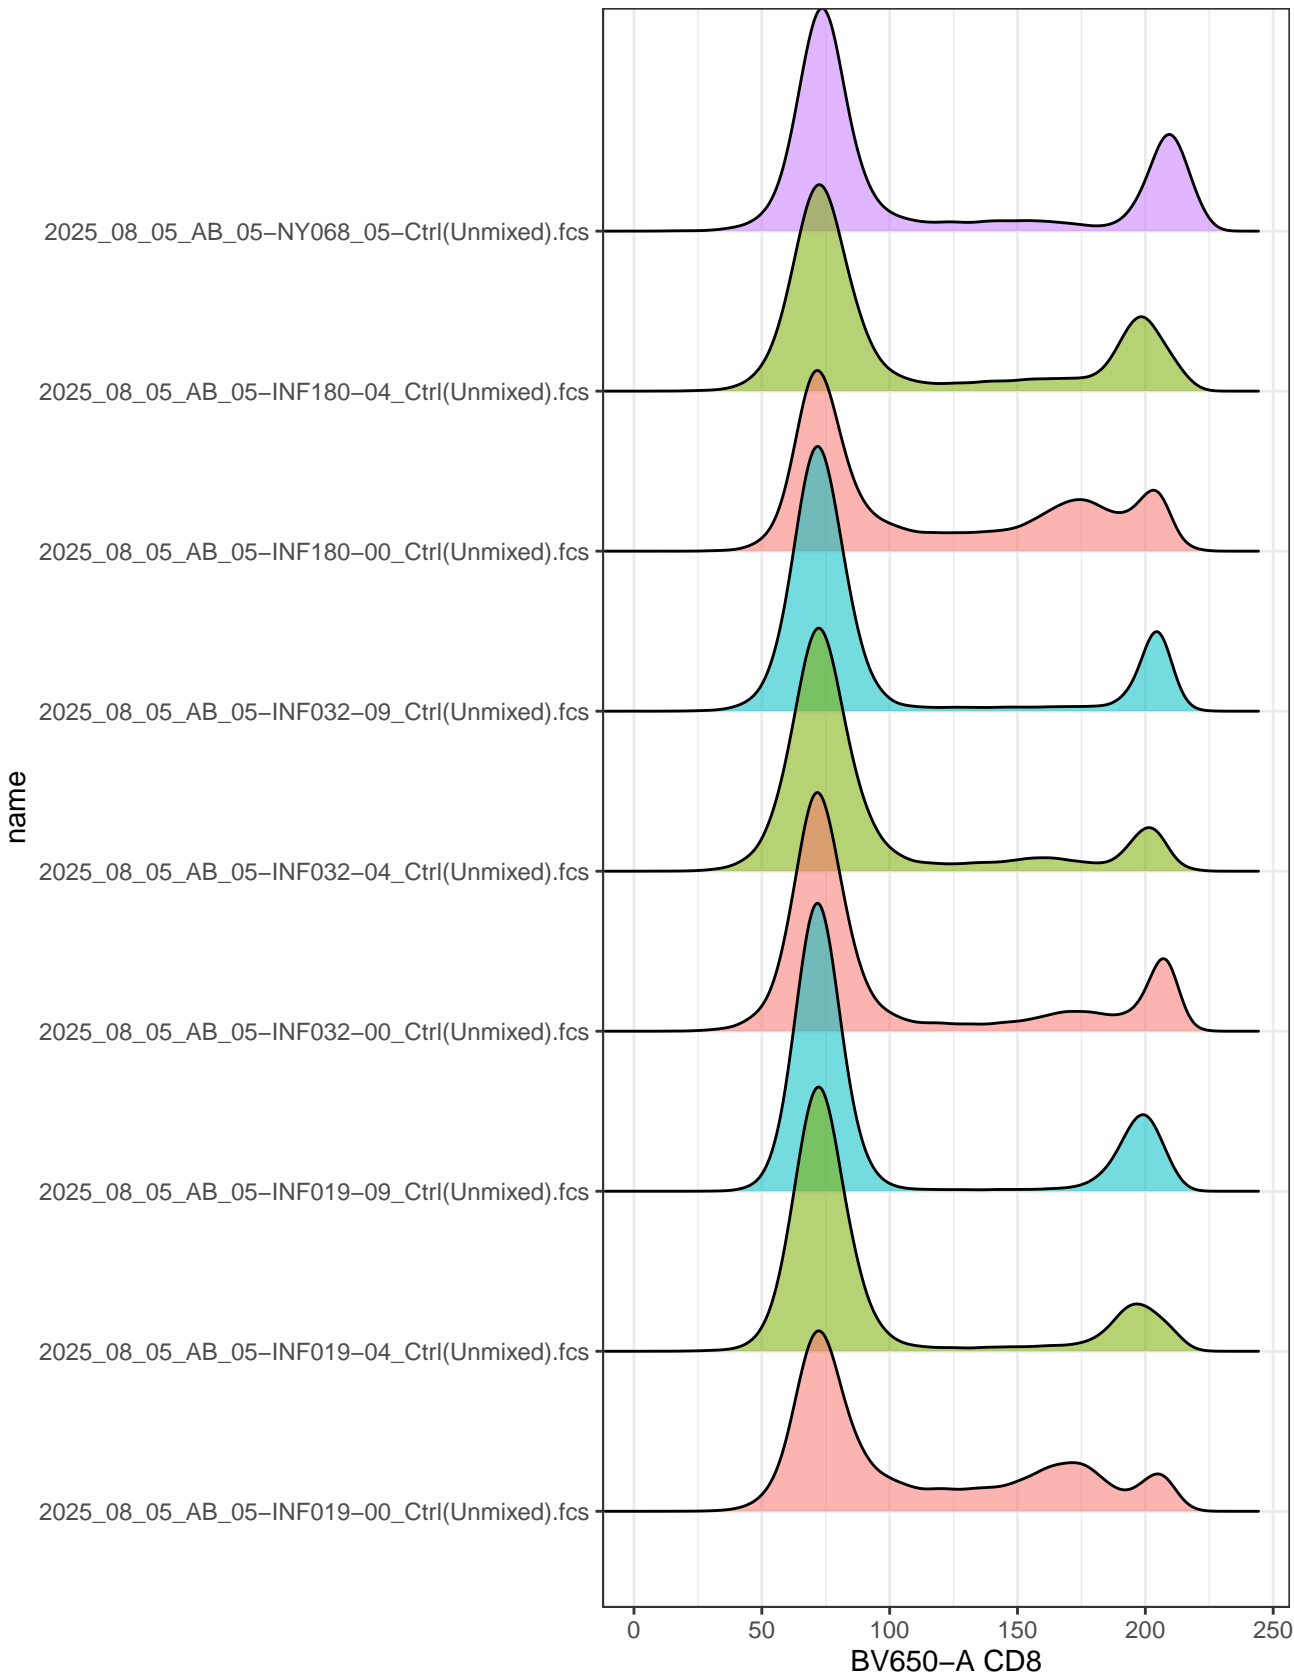 2025_08_05_AB_05−NY068_05−Ctrl(Unmixed).fcs
2025_08_05_AB_05−INF180−04_Ctrl(Unmixed).fcs
2025_08_05_AB_05−INF180−00_Ctrl(Unmixed).fcs
2025_08_05_AB_05−INF032−09_Ctrl(Unmixed).fcs
name
2025_08_05_AB_05−INF032−04_Ctrl(Unmixed).fcs
2025_08_05_AB_05−INF032−00_Ctrl(Unmixed).fcs
2025_08_05_AB_05−INF019−09_Ctrl(Unmixed).fcs
2025_08_05_AB_05−INF019−04_Ctrl(Unmixed).fcs
2025_08_05_AB_05−INF019−00_Ctrl(Unmixed).fcs
0 50 100 150 200 250
BV650−A CD8